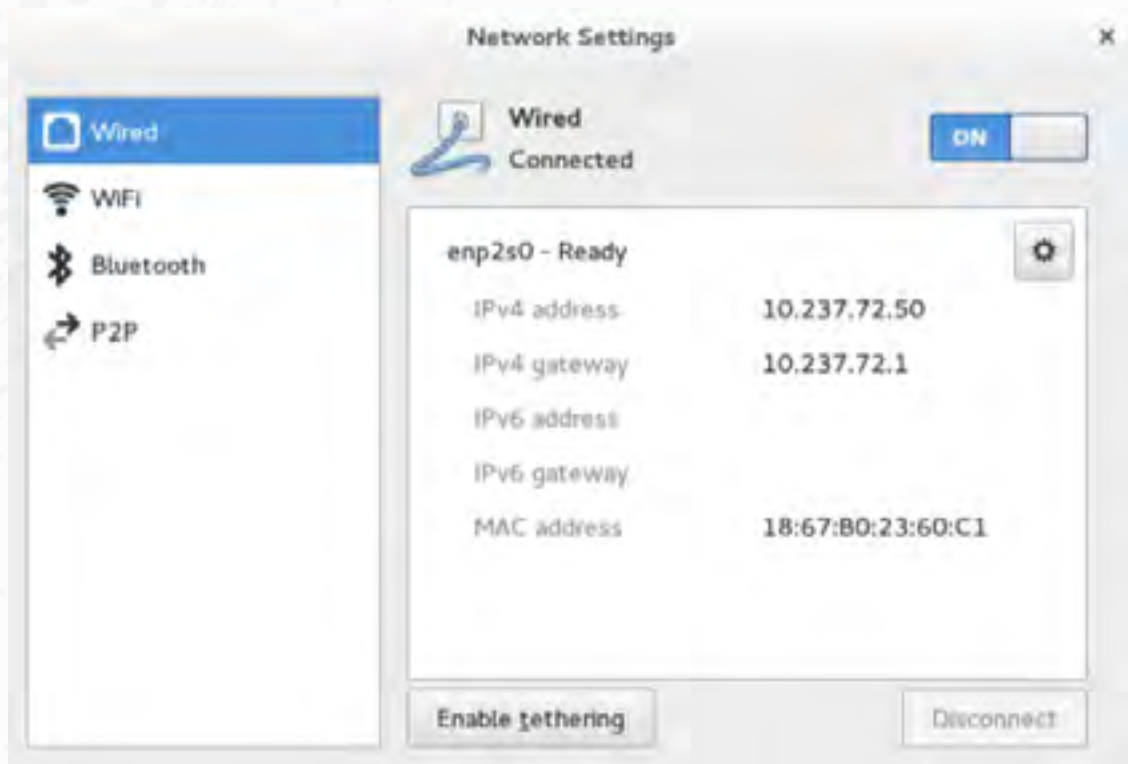 Network Settings
Wired
WiFi
Bluetooth
P2P
Wired
Connected
ON
enp2s0 - Ready
IPv4 address 10.237.72.50
IPv4 gateway 10.237.72.1
IPv6 address
IPv6 gateway
MAC address 18:67:B0:23:60:C1
Enable tethering
Disconnect